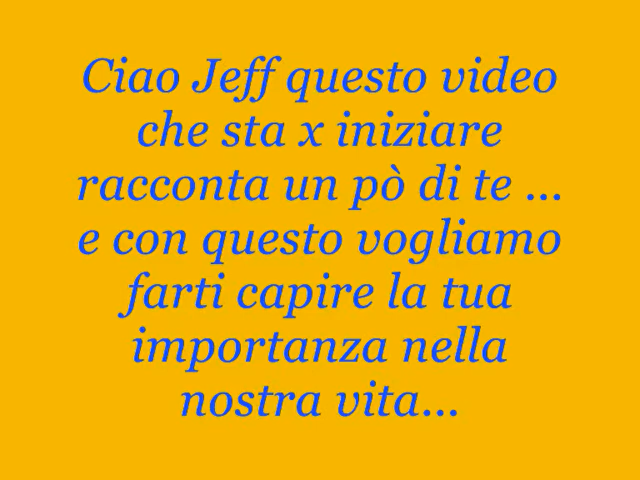 Ciao Jeff questo video
che sta x iniziare
racconta un pò di te ...
e con questo vogliamo
farti capire la tua
importanza nella
nostra vita...